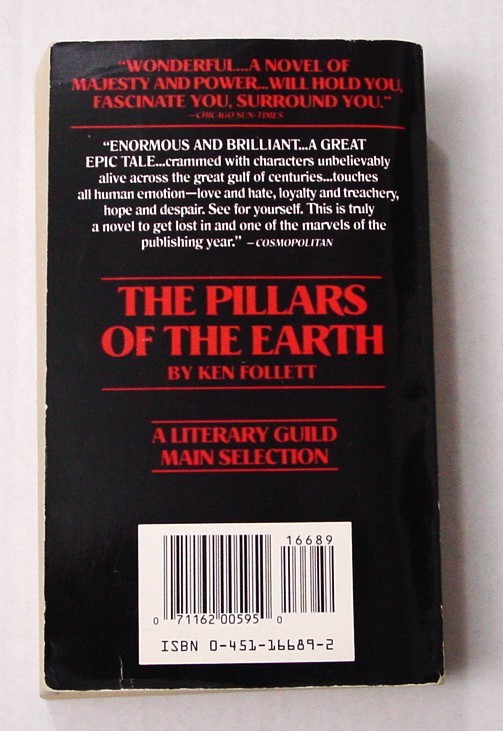 “WONDERFUL...A NOVEL OF
MAJESTY AND POWER...WILL HOLD YOU,
FASCINATE YOU, SURROUND YOU.”
—CHICAGO SUN-TIMES
“ENORMOUS AND BRILLIANT...A GREAT
EPIC TALE...crammed with characters unbelievably
alive across the great gulf of centuries...touches
all human emotion—love and hate, loyalty and treachery,
hope and despair. See for yourself. This is truly
a novel to get lost in and one of the marvels of the
publishing year.” —COSMOPOLITAN
THE PILLARS
OF THE EARTH
BY KEN FOLLETT
A LITERARY GUILD
MAIN SELECTION
16689
0 71162 00595 0
ISBN 0-451-16689-2